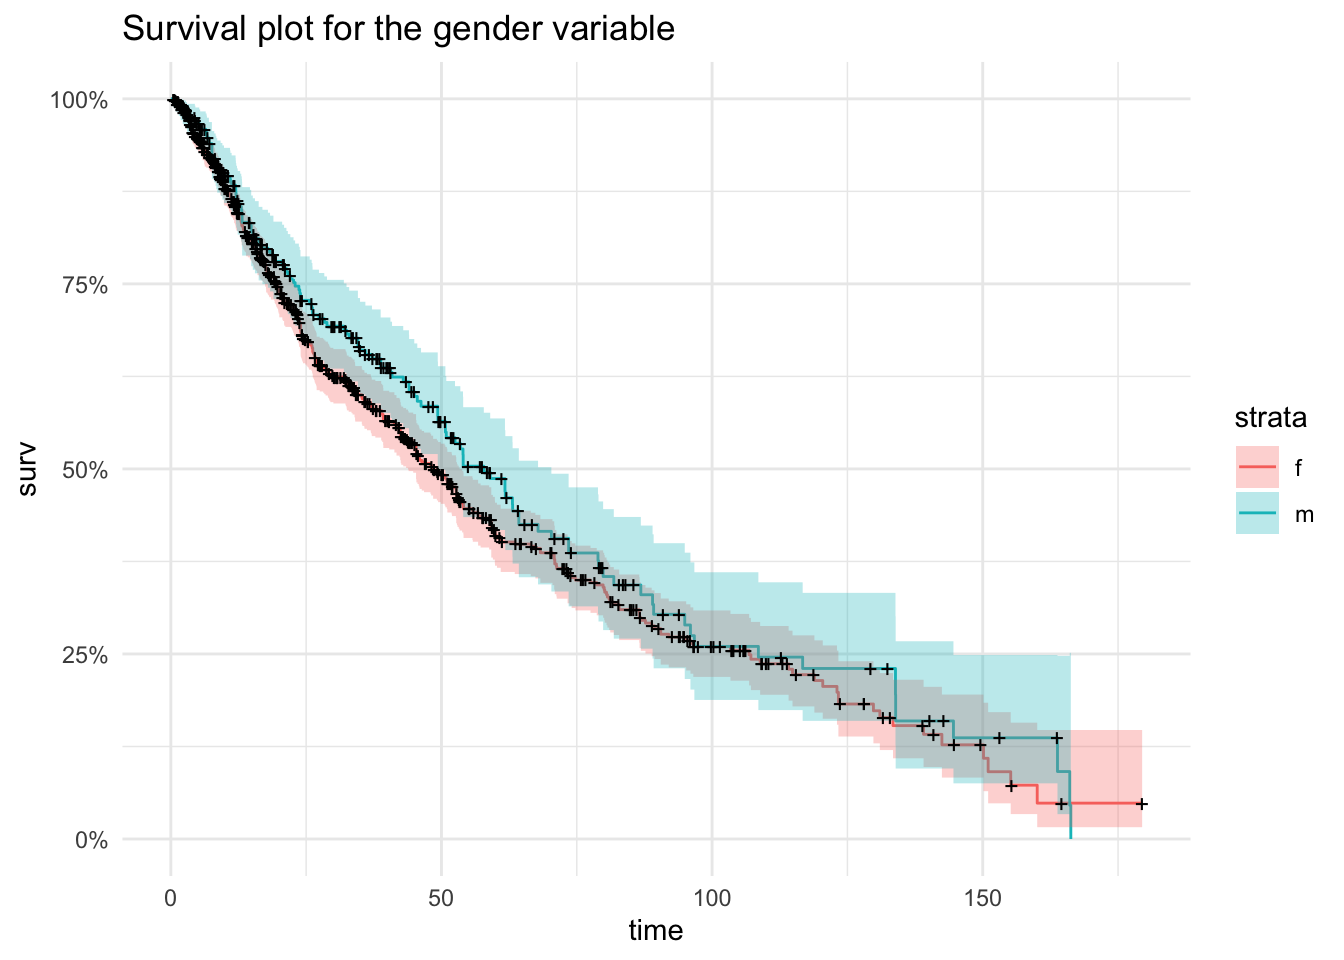 Survival plot for the gender variable
100%
75%
50%
25%
0%
surv
0 50 100 150
time
strata
f
m